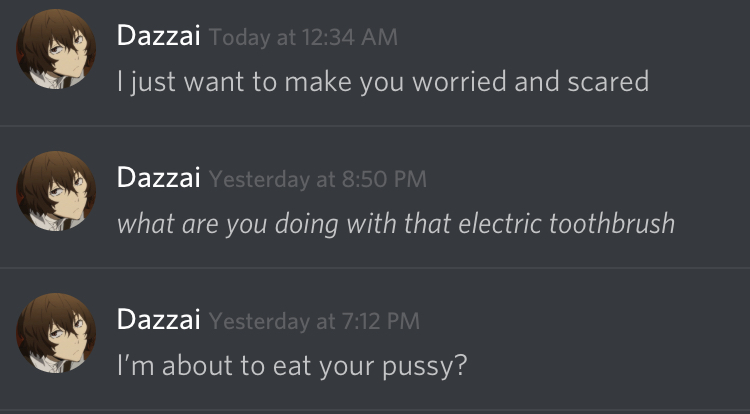 Dazzai Today at 12:34 AM
I just want to make you worried and scared
Dazzai Yesterday at 8:50 PM
what are you doing with that electric toothbrush
Dazzai Yesterday at 7:12 PM
I'm about to eat your pussy?